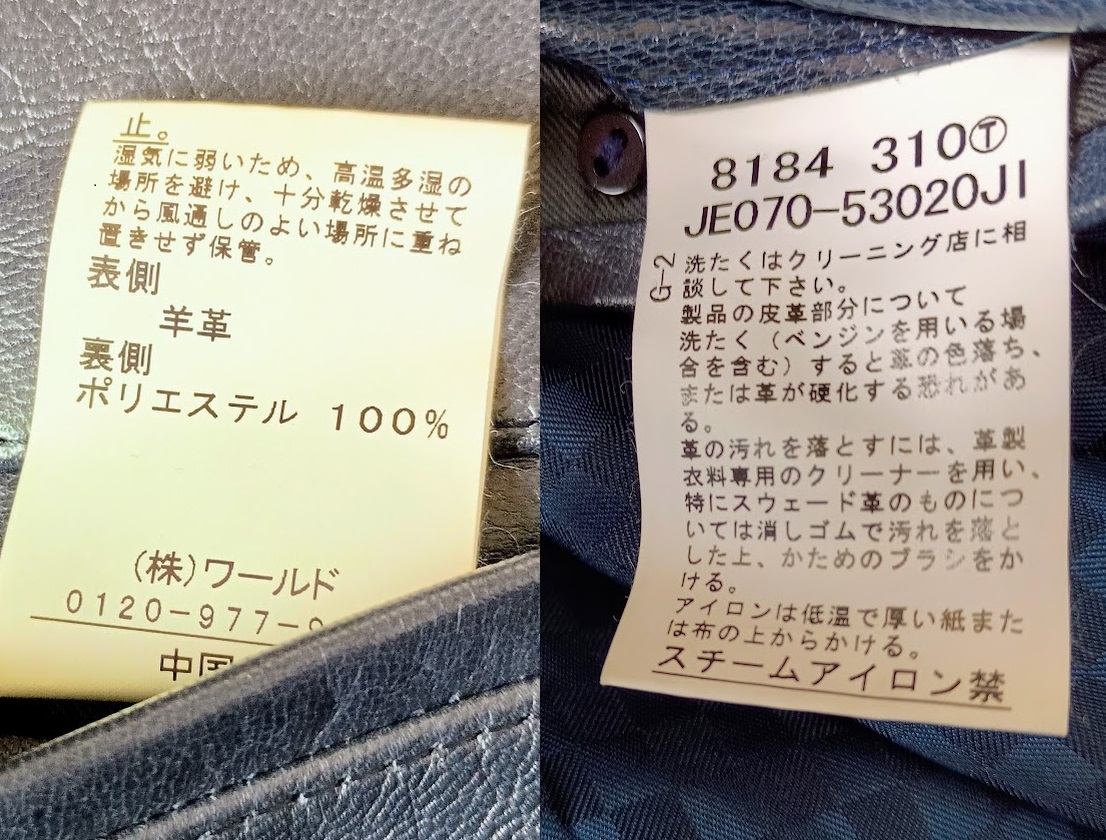 止。
湿気に弱いため、高温多湿の
場所を避け、十分乾燥させて
から風通しのよい場所に重ね
置きせず保管。
表側
羊革
裏側
ポリエステル 100%
(株)ワールド
0120-977-
中国
8184 310Ⓣ
JE070-53020JI
G-2
洗たくはクリーニング店に相
談して下さい。
製品の皮革部分について
洗たく(ベンジンを用いる場
合を含む)すると革の色落ち、
または革が硬化する恐れがあ
る。
革の汚れを落とすには、革製
衣料専用のクリーナーを用い、
特にスウェード革のものにつ
いては消しゴムで汚れを落と
した上、かためのブラシをか
ける。
アイロンは低温で厚い紙また
は布の上からかける。
スチームアイロン禁